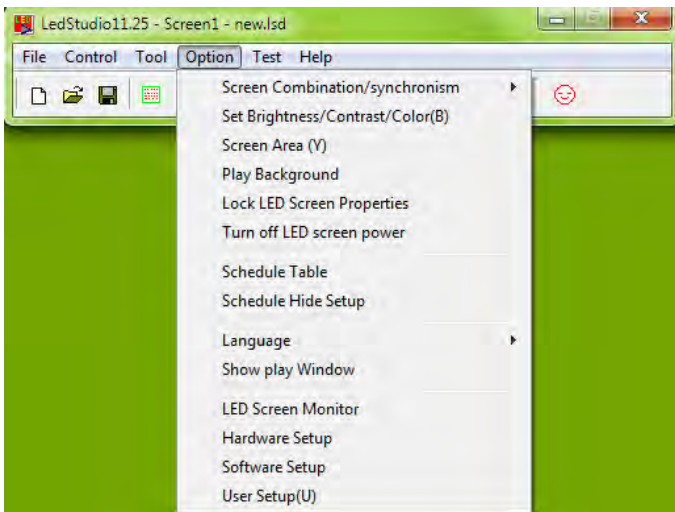 LedStudio11.25 - Screen1 - new.lsd
File Control Tool Option Test Help
Screen Combination/synchronism
Set Brightness/Contrast/Color(B)
Screen Area (Y)
Play Background
Lock LED Screen Properties
Turn off LED screen power
Schedule Table
Schedule Hide Setup
Language
Show play Window
LED Screen Monitor
Hardware Setup
Software Setup
User Setup(U)